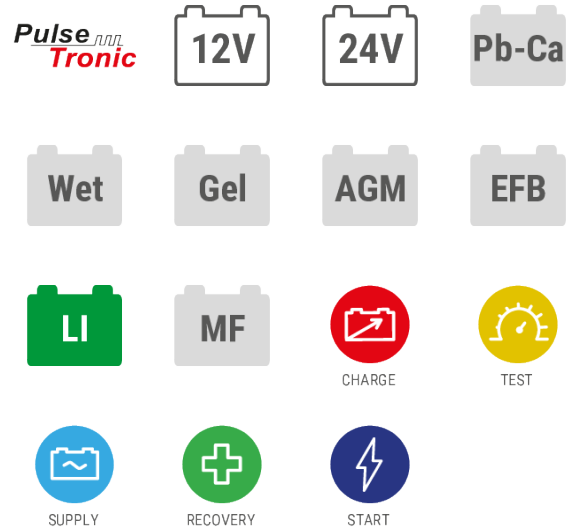 Pulse
Tronic
12V
24V
Pb-Ca
Wet
Gel
AGM
EFB
LI
MF
CHARGE
TEST
SUPPLY
RECOVERY
START